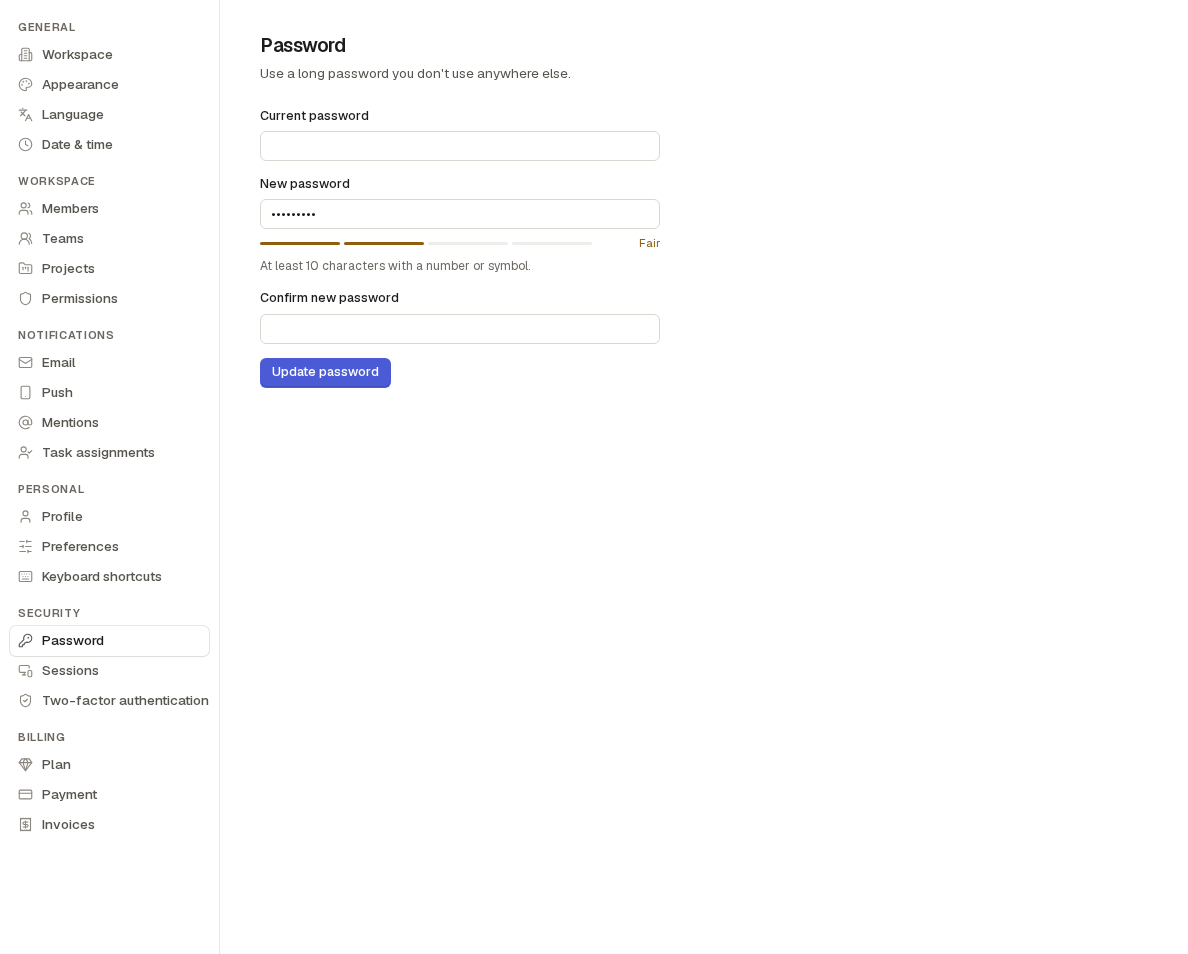 GENERAL
Workspace
Appearance
Language
Date & time
WORKSPACE
Members
Teams
Projects
Permissions
NOTIFICATIONS
Email
Push
Mentions
Task assignments
PERSONAL
Profile
Preferences
Keyboard shortcuts
SECURITY
Password
Sessions
Two-factor authentication
BILLING
Plan
Payment
Invoices
Password
Use a long password you don't use anywhere else.
Current password
New password
•••••••••
Fair
At least 10 characters with a number or symbol.
Confirm new password
Update password